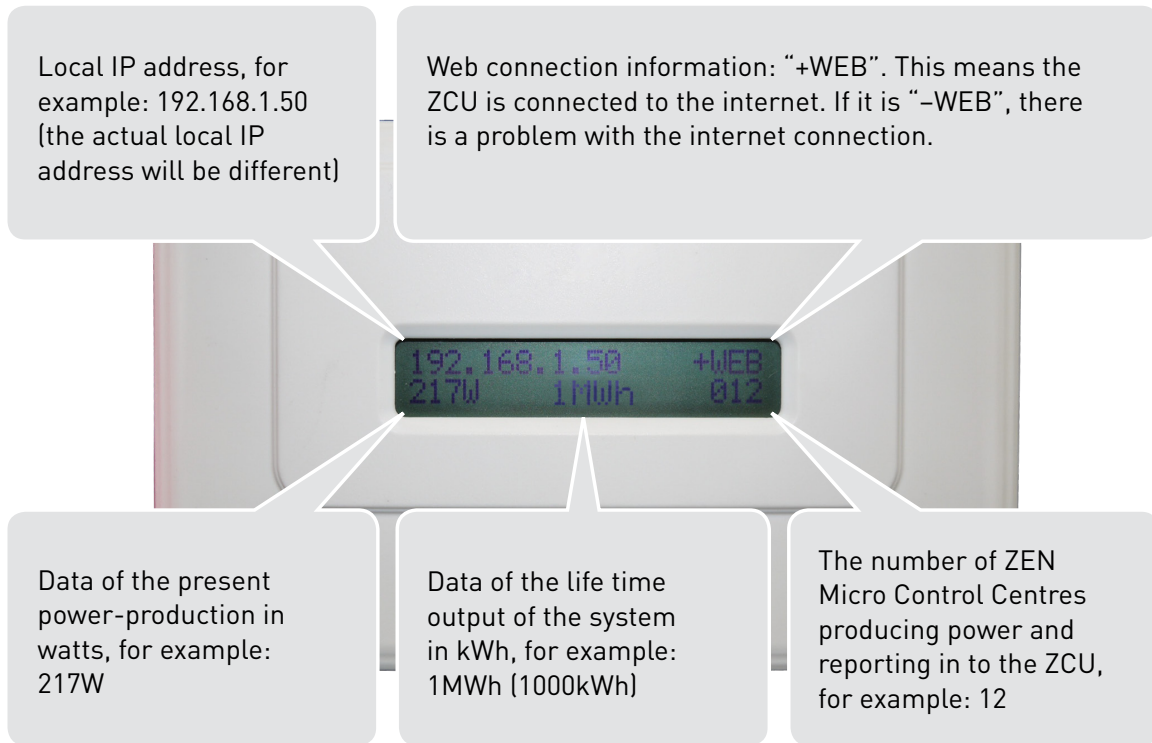 Local IP address, for
example: 192.168.1.50
(the actual local IP
address will be different)
Web connection information: “+WEB”. This means the
ZCU is connected to the internet. If it is “–WEB”, there
is a problem with the internet connection.
192.168.1.50 +WEB
217W 1MWh 012
Data of the present
power-production in
watts, for example:
217W
Data of the life time
output of the system
in kWh, for example:
1MWh (1000kWh)
The number of ZEN
Micro Control Centres
producing power and
reporting in to the ZCU,
for example: 12